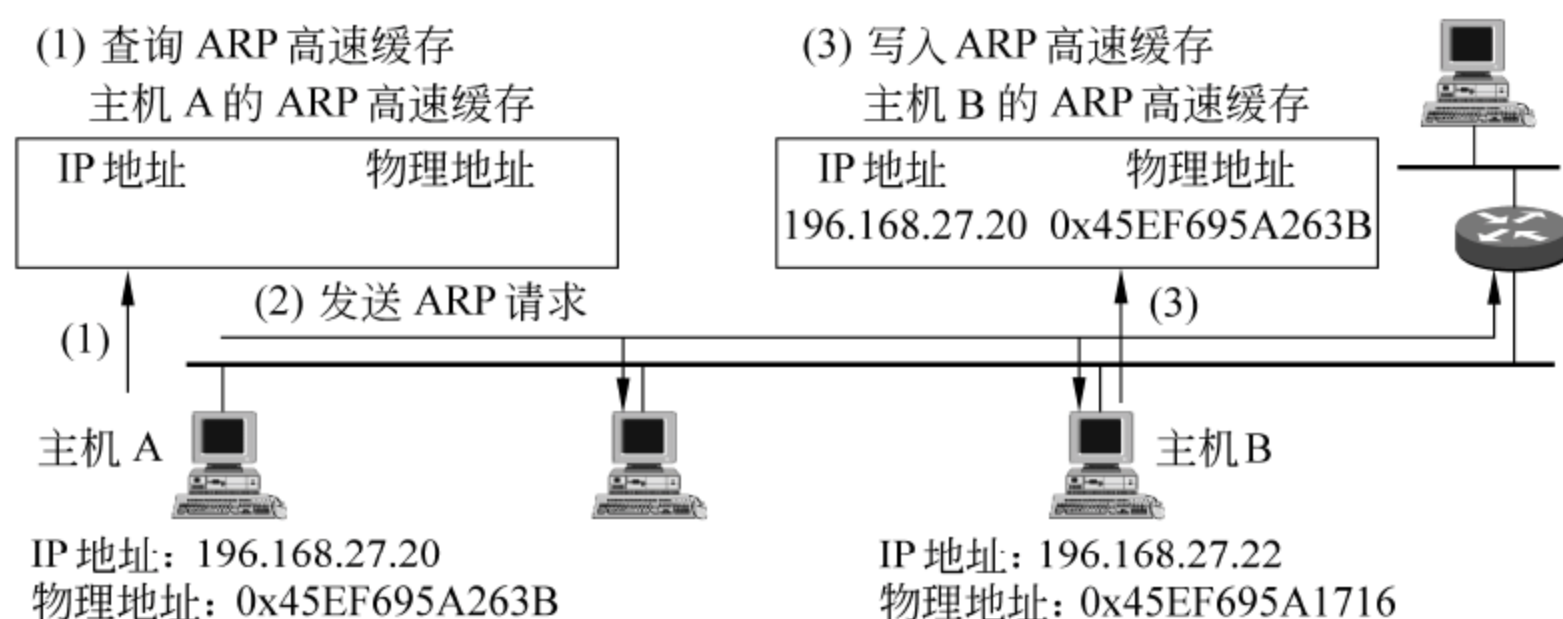 (1) 查询 ARP 高速缓存
主机 A 的 ARP 高速缓存
IP 地址 物理地址
(3) 写入 ARP 高速缓存
主机 B 的 ARP 高速缓存
IP 地址 物理地址
196.168.27.20 0x45EF695A263B
(2) 发送 ARP 请求
(1)
(3)
主机 A
主机 B
IP 地址：196.168.27.20
物理地址：0x45EF695A263B
IP 地址：196.168.27.22
物理地址：0x45EF695A1716